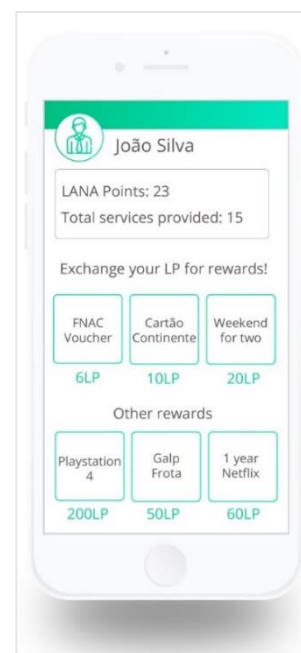 João Silva
LANA Points: 23
Total services provided: 15
Exchange your LP for rewards!
FNAC
Voucher
Cartão
Continente
Weekend
for two
6LP
10LP
20LP
Other rewards
Playstation
4
Galp
Frota
1 year
Netflix
200LP
50LP
60LP